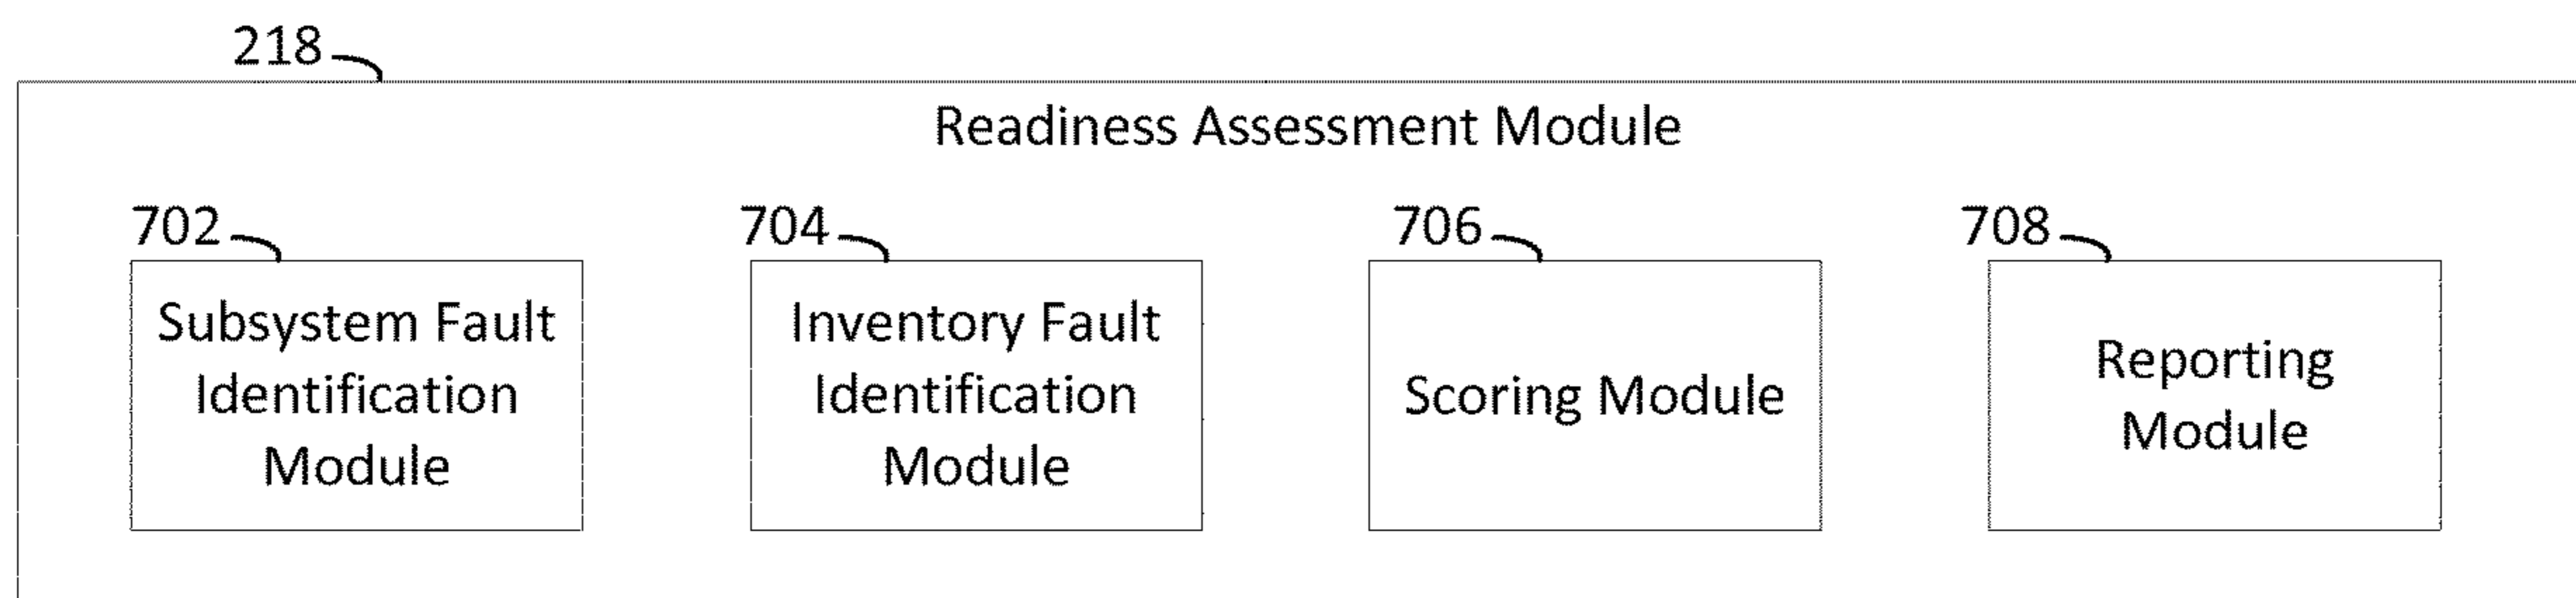 218
Readiness Assessment Module
702
Subsystem Fault
Identification
Module
704
Inventory Fault
Identification
Module
706
Scoring Module
708
Reporting
Module